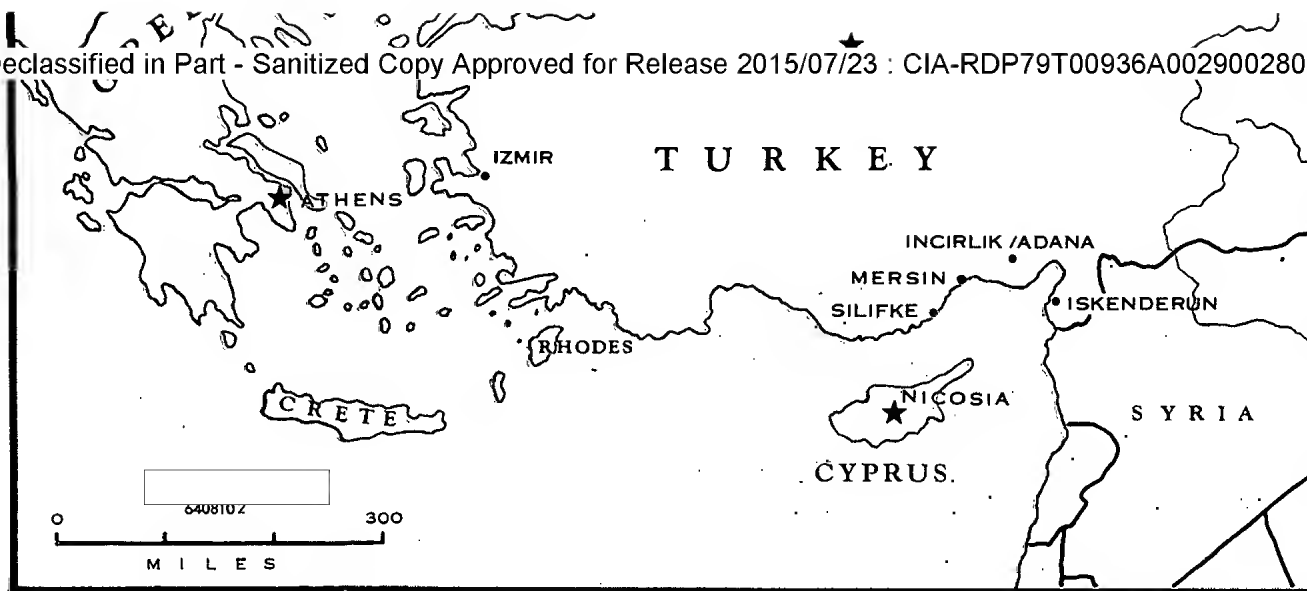 Declassified in Part - Sanitized Copy Approved for Release 2015/07/23 : CIA-RDP79T00936A002900280
IZMIR
TURKEY
ATHENS
INCIRLIK/ADANA
MERSIN
SILIFKE
ISKENDERUN
RHODES
NICOSIA
CRETE
SYRIA
CYPRUS
6408102
0 300
MILES